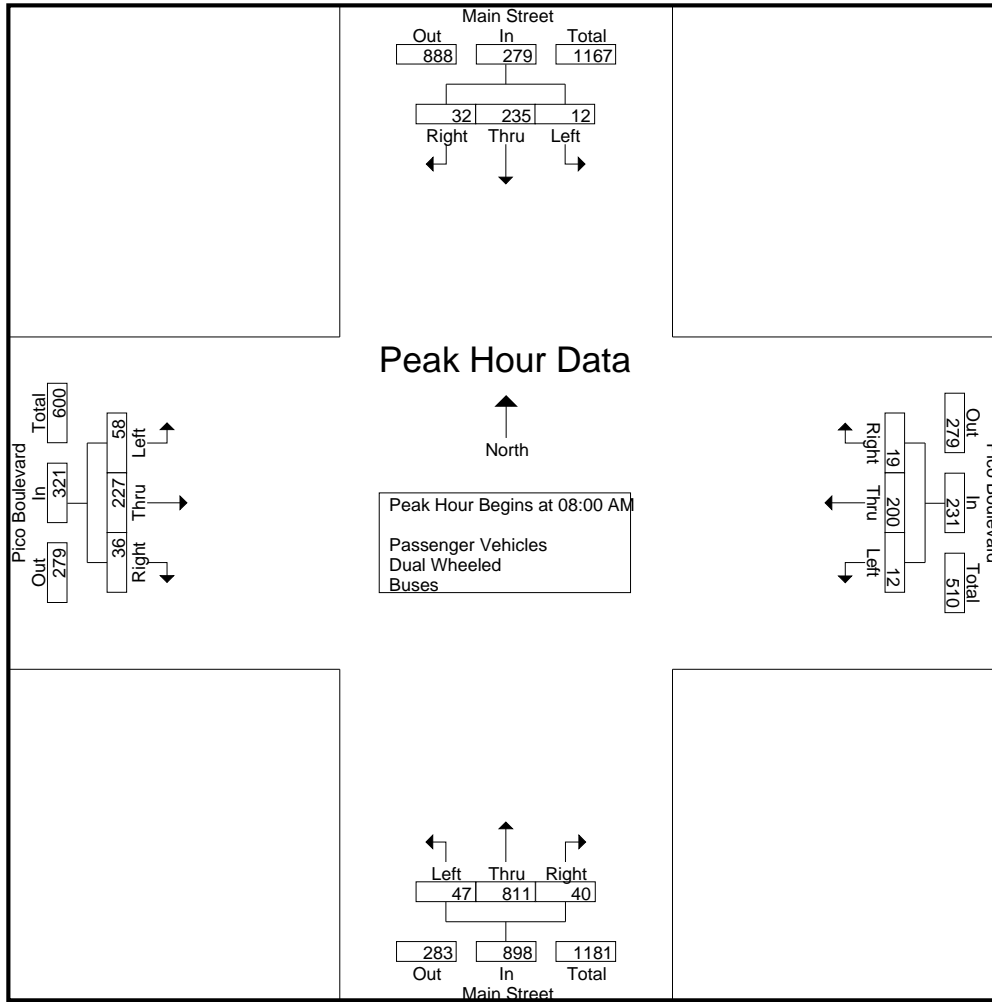 Main Street
Out In Total
888 279 1167
32 235 12
Right Thru Left
Peak Hour Data
North
Peak Hour Begins at 08:00 AM
Passenger Vehicles
Dual Wheeled
Buses
Pico Boulevard
Out In Total
279 321 600
36 227 58
Right Thru Left
Pico Boulevard
Out In Total
279 231 510
19 200 12
Right Thru Left
Left Thru Right
47 811 40
283 898 1181
Out In Total
Main Street